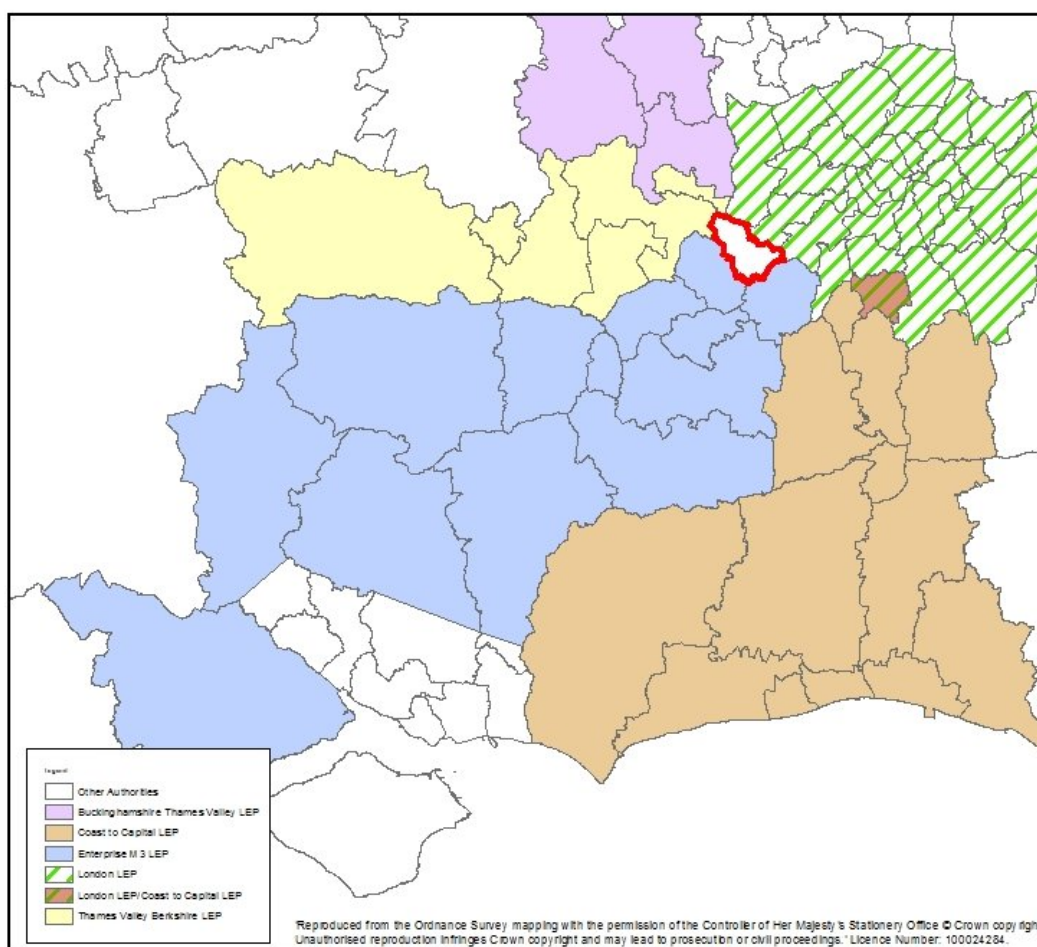 Legend
Other Authorities
Buckinghamshire Thames Valley LEP
Coast to Capital LEP
Enterprise M3 LEP
London LEP
London LEP/Coast to Capital LEP
Thames Valley Berkshire LEP
'Reproduced from the Ordnance Survey mapping with the permission of the Controller of Her Majesty's Stationery Office © Crown copyrigh
Unauthorised reproduction infringes Crown copyright and may lead to prosecution or civil proceedings.' Licence Number: 100024284.